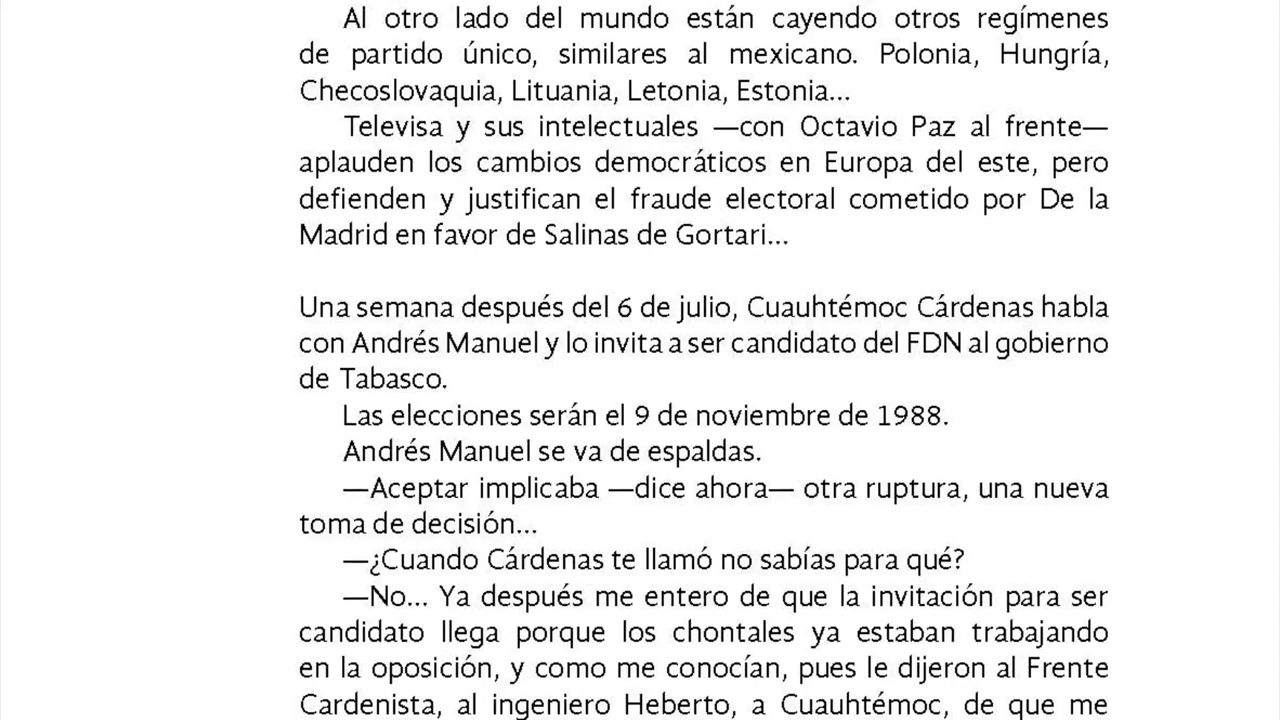 Al otro lado del mundo están cayendo otros regímenes
de partido único, similares al mexicano. Polonia, Hungría,
Checoslovaquia, Lituania, Letonia, Estonia...
Televisa y sus intelectuales —con Octavio Paz al frente—
aplauden los cambios democráticos en Europa del este, pero
defienden y justifican el fraude electoral cometido por De la
Madrid en favor de Salinas de Gortari...
Una semana después del 6 de julio, Cuauhtémoc Cárdenas habla
con Andrés Manuel y lo invita a ser candidato del FDN al gobierno
de Tabasco.
Las elecciones serán el 9 de noviembre de 1988.
Andrés Manuel se va de espaldas.
—Aceptar implicaba —dice ahora— otra ruptura, una nueva
toma de decisión...
—¿Cuando Cárdenas te llamó no sabías para qué?
—No... Ya después me entero de que la invitación para ser
candidato llega porque los chontales ya estaban trabajando
en la oposición, y como me conocían, pues le dijeron al Frente
Cardenista, al ingeniero Heberto, a Cuauhtémoc, de que me